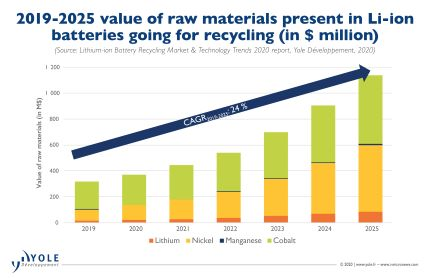 2019-2025 value of raw materials present in Li-ion
batteries going for recycling (in $ million)
(Source: Lithium-ion Battery Recycling Market & Technology Trends 2020 report, Yole Développement, 2020)
1 200
1 000
800
600
400
200
0
Value of raw materials (in M$)
CAGR2019-2025: 24 %
2019 2020 2021 2022 2023 2024 2025
Lithium Nickel Manganese Cobalt
YOLE
Développement
© 2020 | www.yole.fr